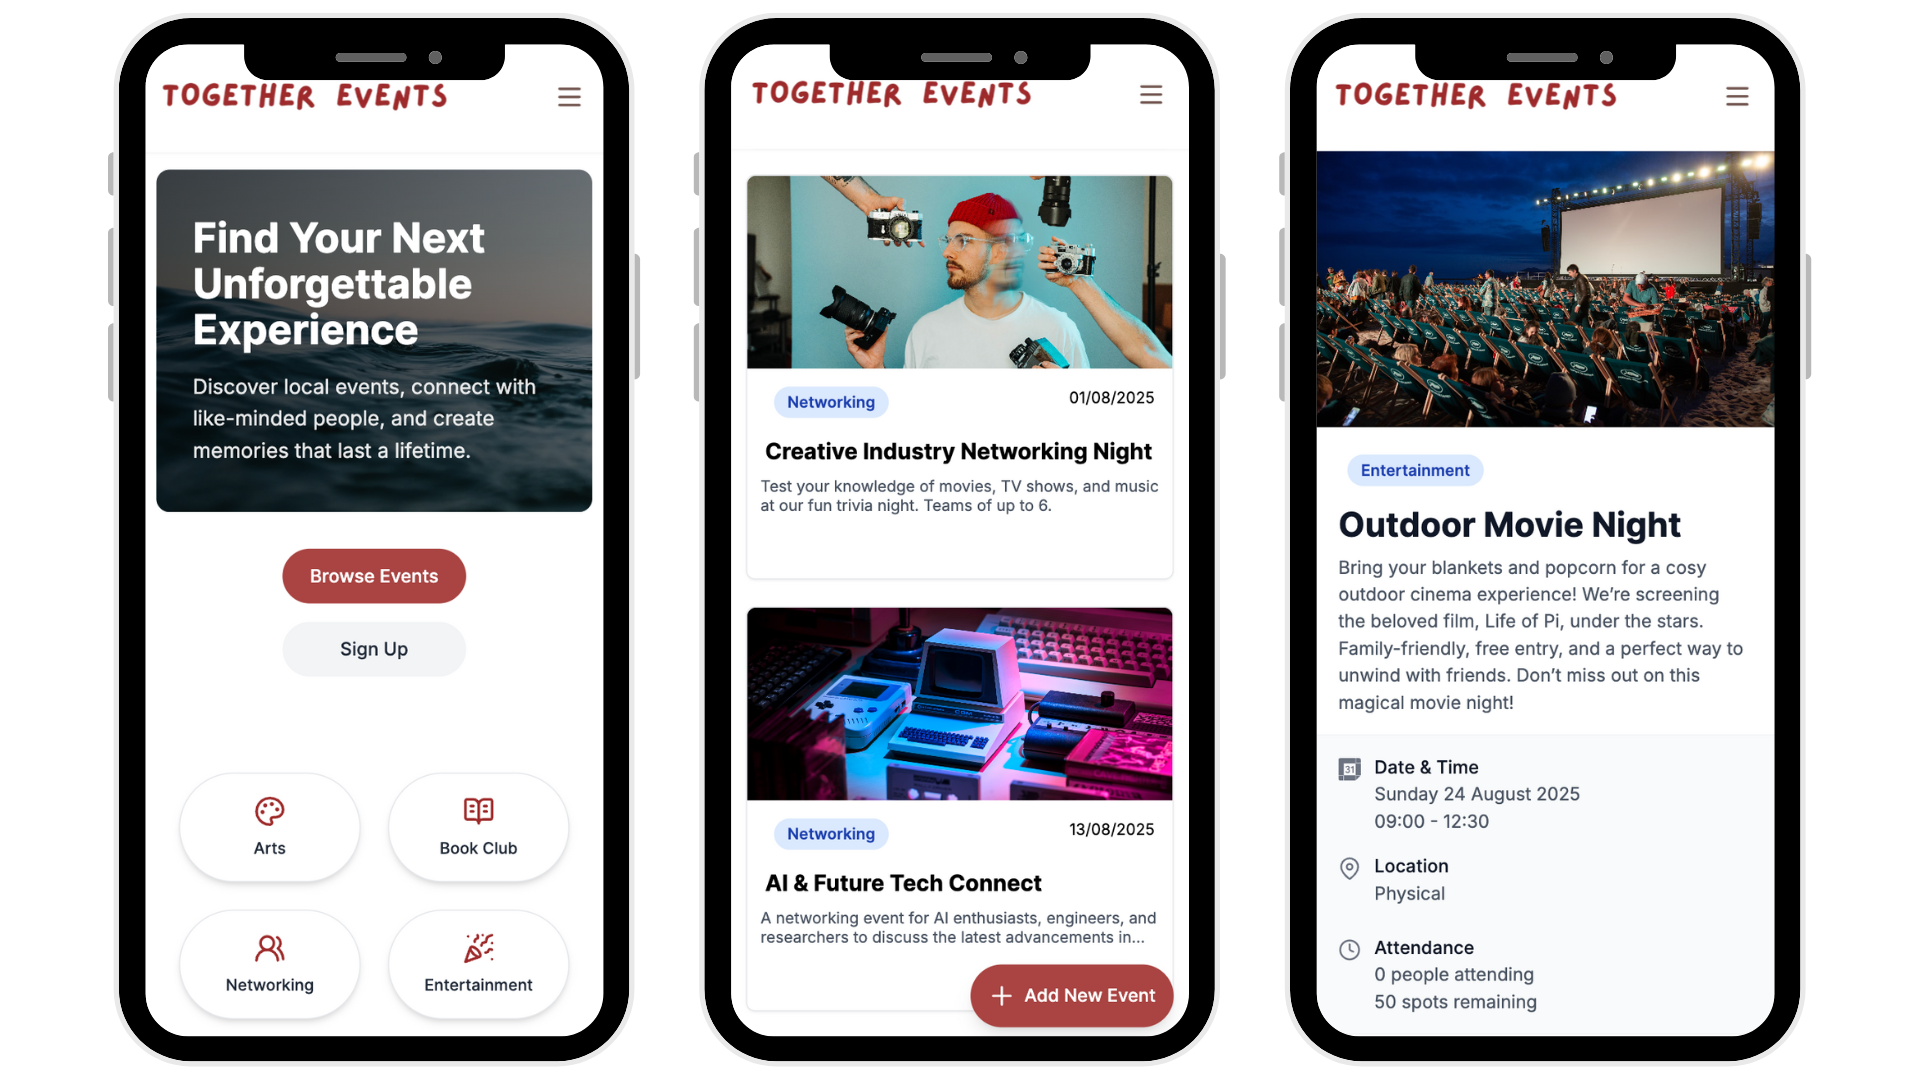 TOGETHER EVENTS
Find Your Next
Unforgettable
Experience
Discover local events, connect with
like-minded people, and create
memories that last a lifetime.
Browse Events
Sign Up
Arts
Book Club
Networking
Entertainment
TOGETHER EVENTS
Networking
01/08/2025
Creative Industry Networking Night
Test your knowledge of movies, TV shows, and music
at our fun trivia night. Teams of up to 6.
Networking
13/08/2025
AI & Future Tech Connect
A networking event for AI enthusiasts, engineers, and
researchers to discuss the latest advancements in...
+ Add New Event
TOGETHER EVENTS
Entertainment
Outdoor Movie Night
Bring your blankets and popcorn for a cosy
outdoor cinema experience! We’re screening
the beloved film, Life of Pi, under the stars.
Family-friendly, free entry, and a perfect way to
unwind with friends. Don’t miss out on this
magical movie night!
31
Date & Time
Sunday 24 August 2025
09:00 - 12:30
Location
Physical
Attendance
0 people attending
50 spots remaining